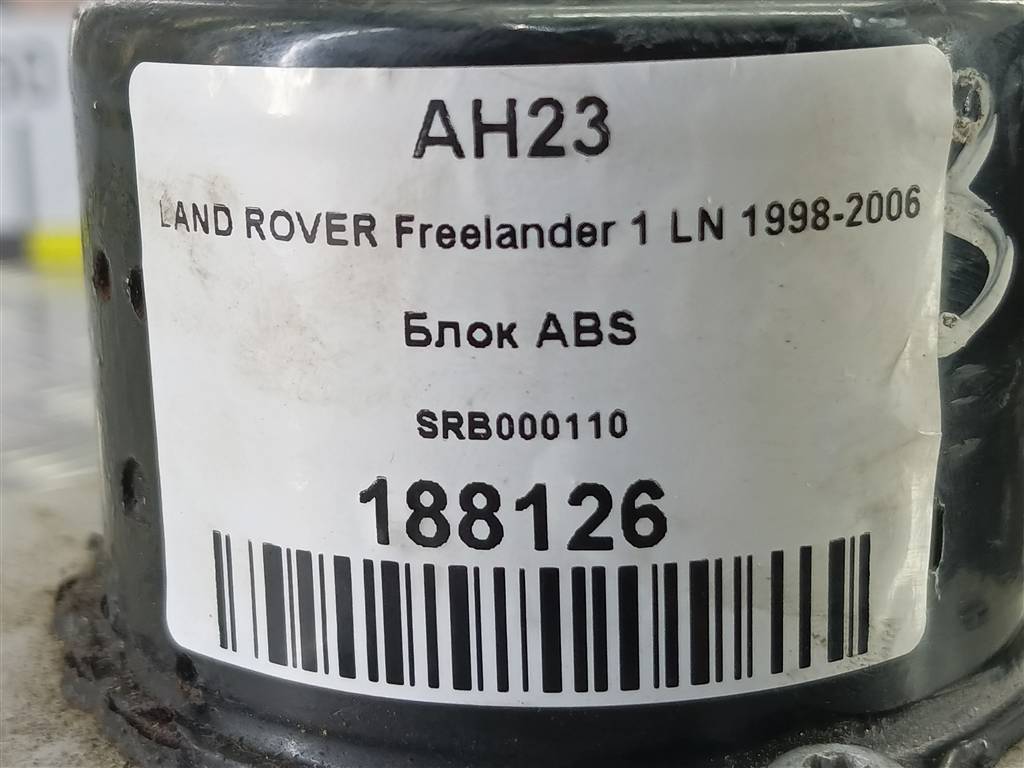 AH23
LAND ROVER Freelander 1 LN 1998-2006
Блок ABS
SRB000110
188126